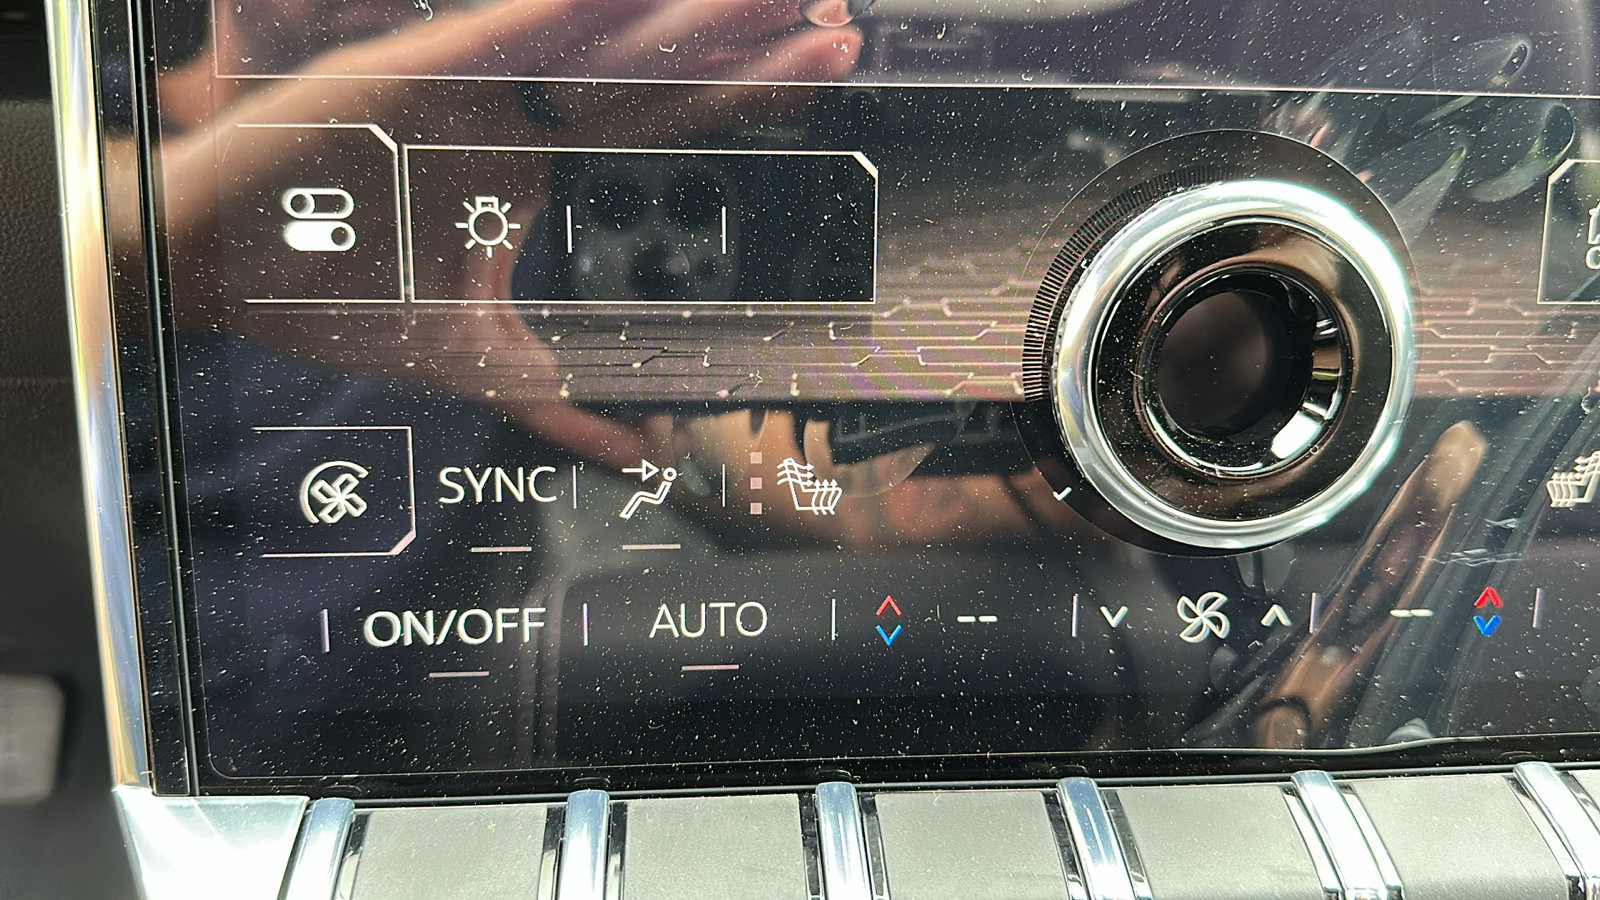 SYNC
ON/OFF AUTO -- --